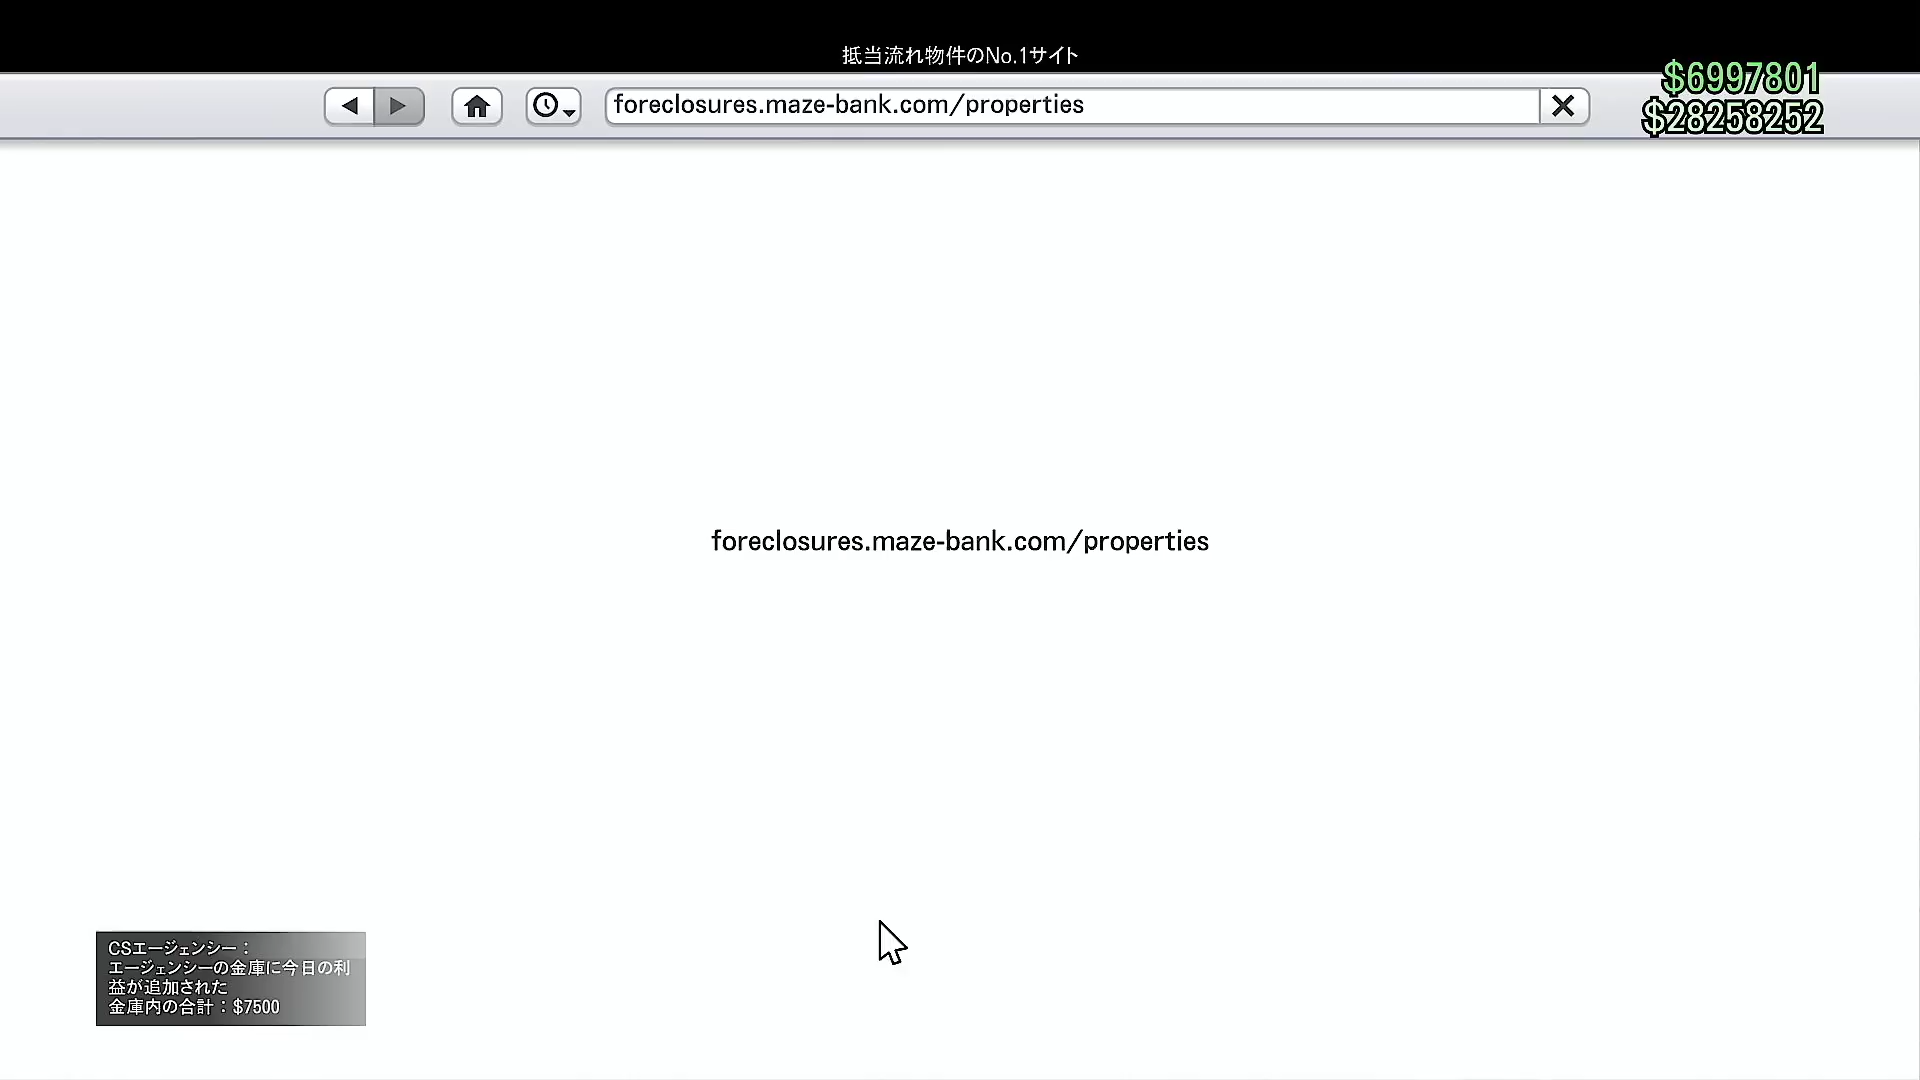 抵当流れ物件のNo.1サイト
$6997801
foreclosures.maze-bank.com/properties
$28258252
foreclosures.maze-bank.com/properties
CSエージェンシー：
エージェンシーの金庫に今日の利
益が追加された
金庫内の合計：$7500